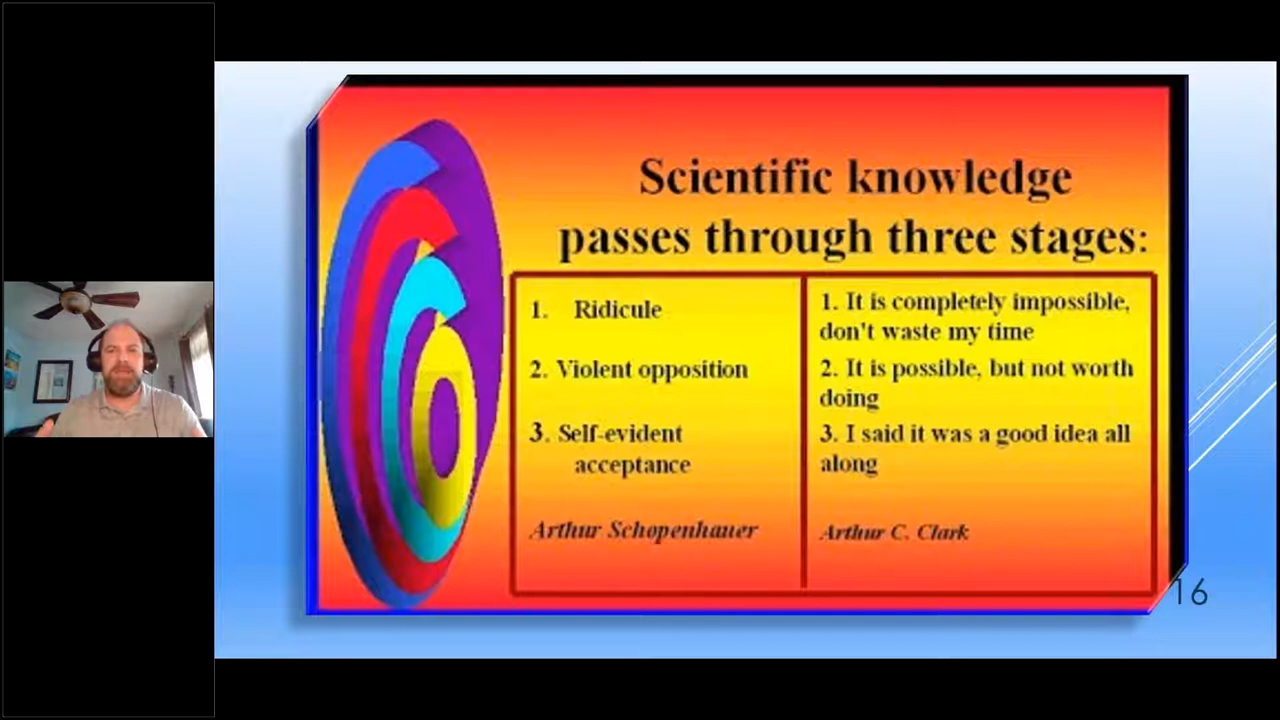 Scientific knowledge
passes through three stages:
1. Ridicule
2. Violent opposition
3. Self-evident
acceptance
Arthur Schopenhauer
1. It is completely impossible,
don't waste my time
2. It is possible, but not worth
doing
3. I said it was a good idea all
along
Arthur C. Clark
16